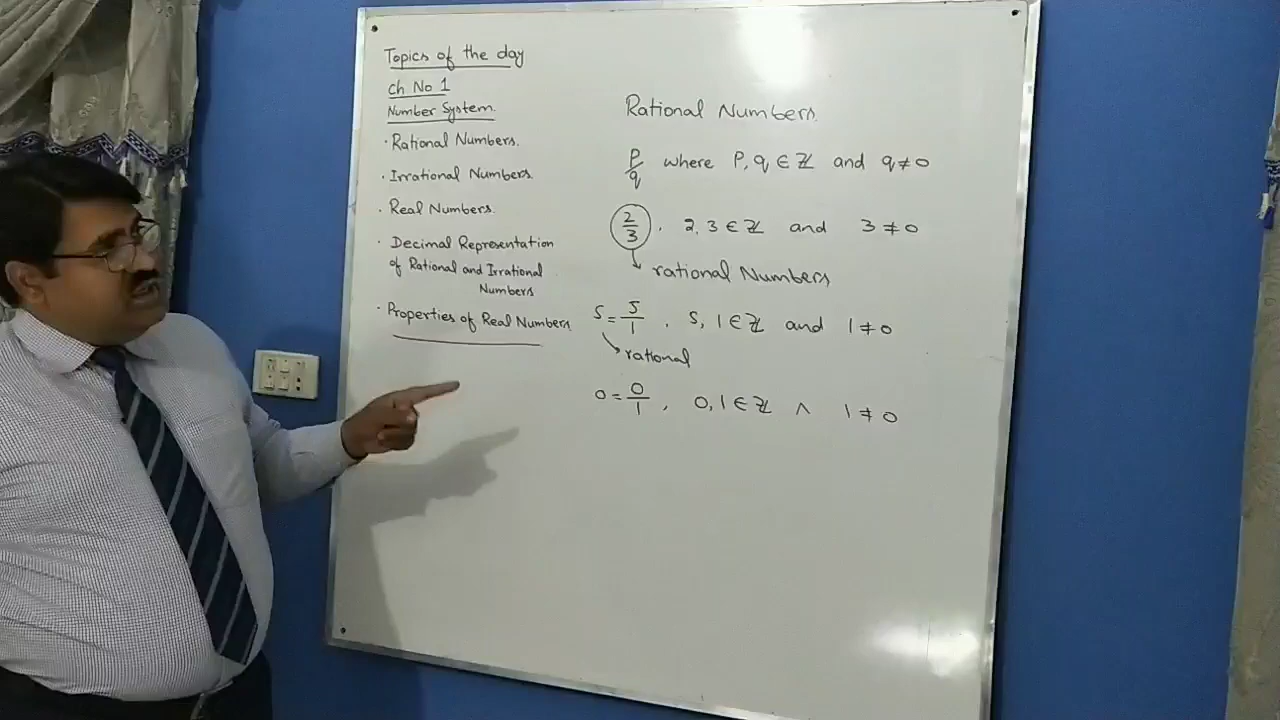 Topics of the day
ch No 1
Number System
· Rational Numbers.
· Irrational Numbers.
· Real Numbers.
· Decimal Representation
of Rational and Irrational
Numbers
· Properties of Real Numbers
Rational Numbers
P/q where P, q ∈ ℤ and q ≠ 0
2/3 , 2, 3 ∈ ℤ and 3 ≠ 0
rational Numbers
5 = 5/1 , 5, 1 ∈ ℤ and 1 ≠ 0
rational
0 = 0/1 , 0, 1 ∈ ℤ ∧ 1 ≠ 0